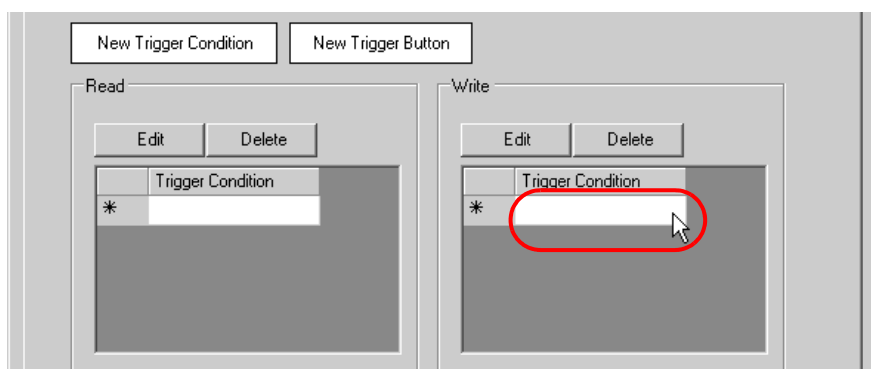 New Trigger Condition New Trigger Button
Read Write
Edit Delete Edit Delete
Trigger Condition Trigger Condition
* *